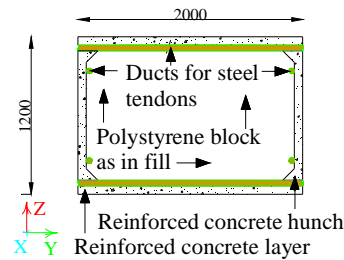 2000
1200
Ducts for steel
tendons
Polystyrene block
as in fill
Reinforced concrete hunch
Reinforced concrete layer
Z
X
Y